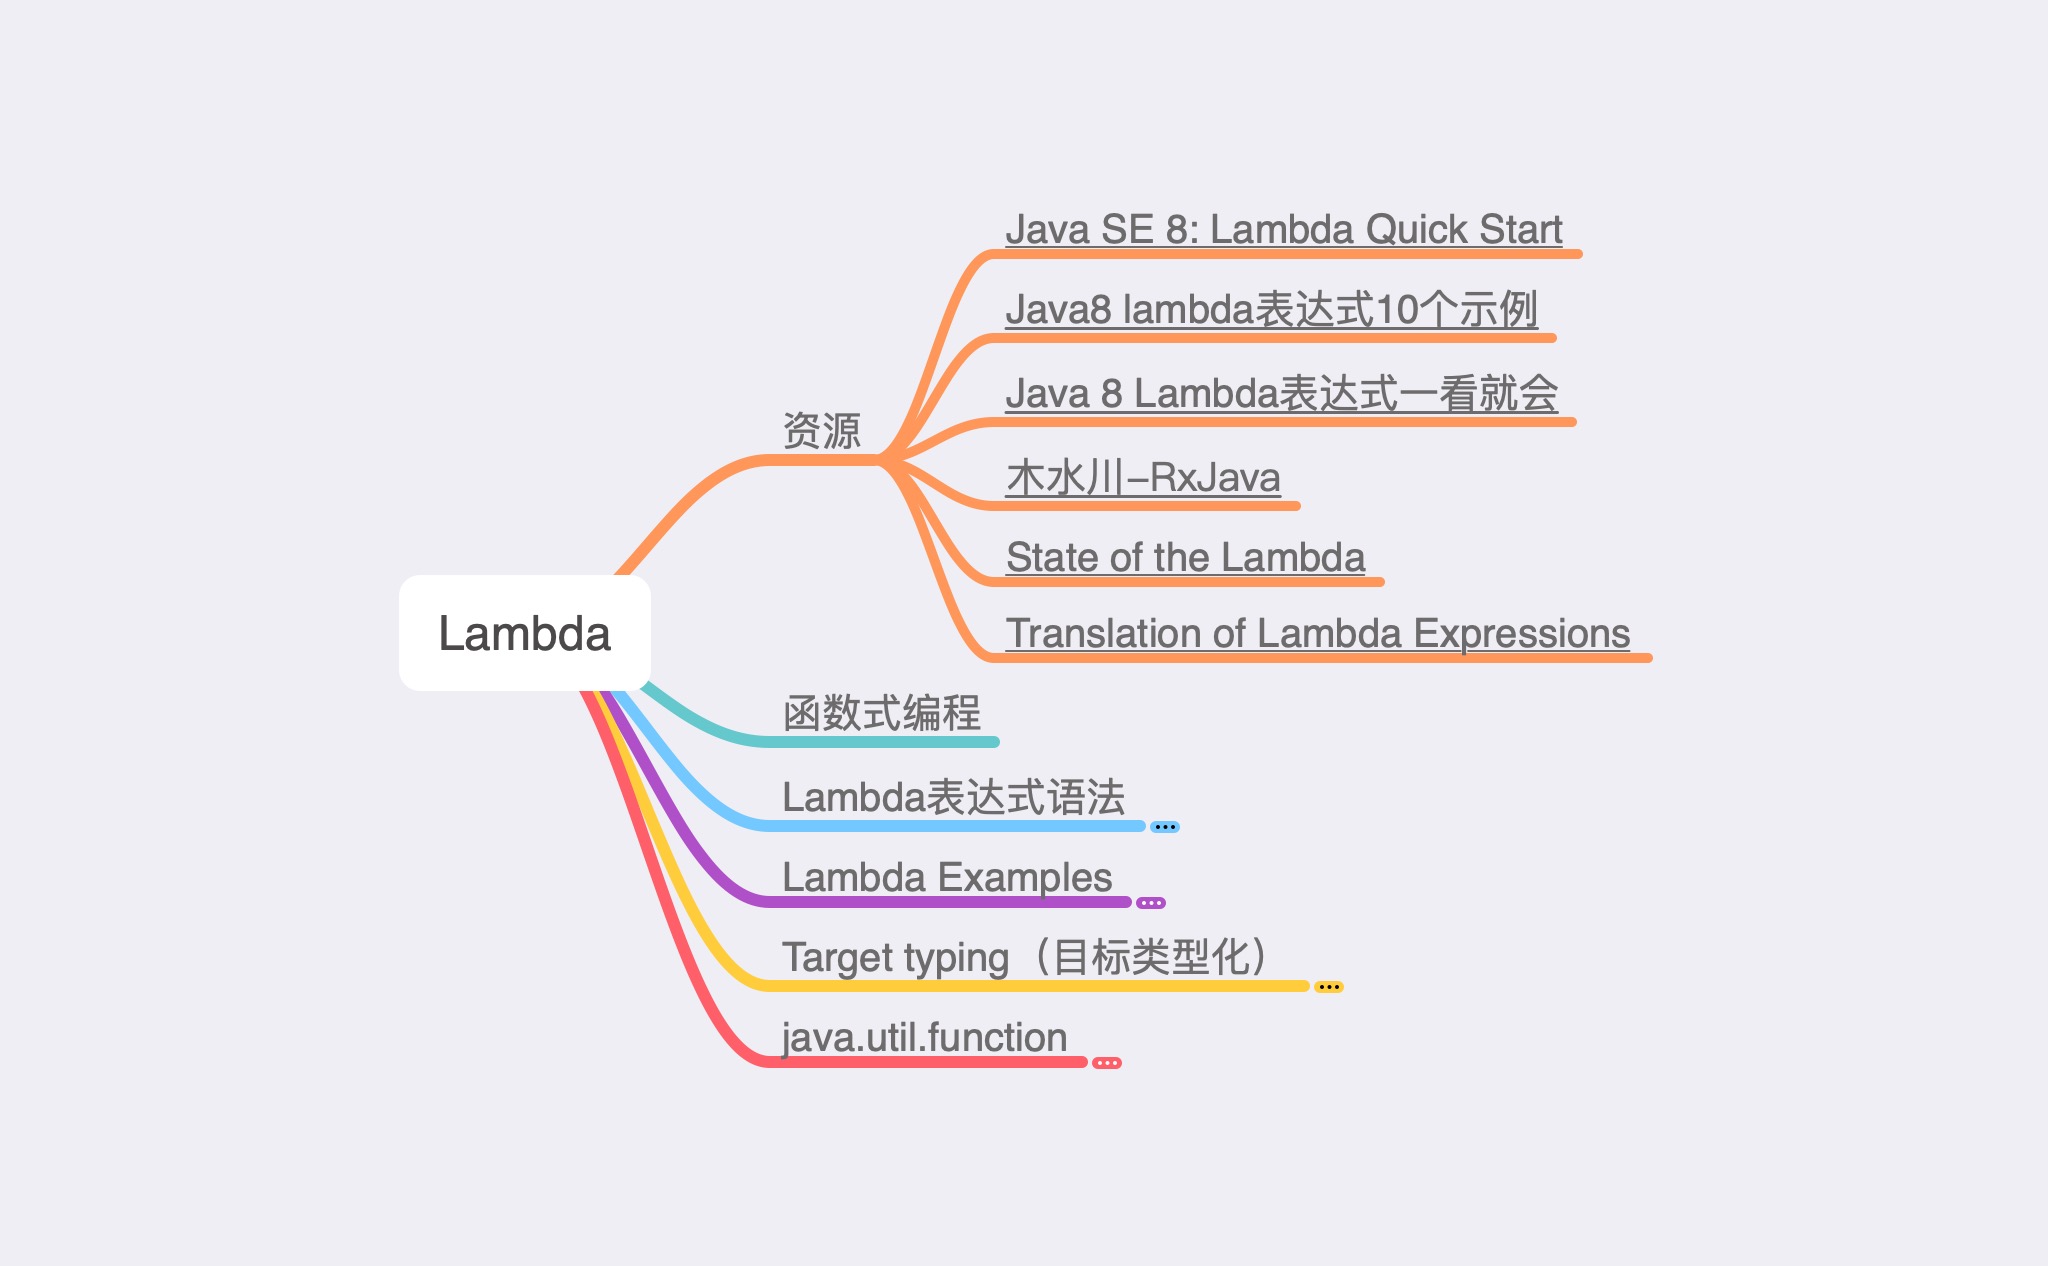 Lambda
资源
Java SE 8: Lambda Quick Start
Java8 lambda表达式10个示例
Java 8 Lambda表达式一看就会
木水川-RxJava
State of the Lambda
Translation of Lambda Expressions
函数式编程
Lambda表达式语法
Lambda Examples
Target typing（目标类型化）
java.util.function